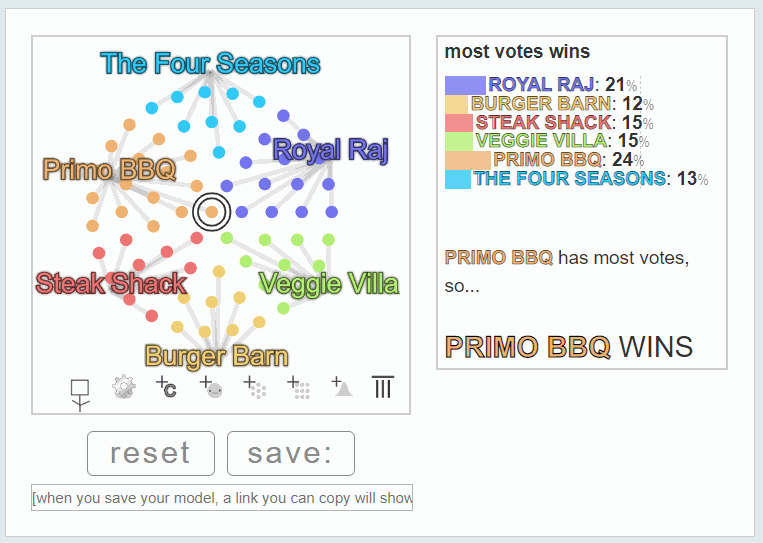 The Four Seasons
Royal Raj
Primo BBQ
Steak Shack
Veggie Villa
Burger Barn
+C
reset
save:
[when you save your model, a link you can copy will show
most votes wins
ROYAL RAJ: 21%
BURGER BARN: 12%
STEAK SHACK: 15%
VEGGIE VILLA: 15%
PRIMO BBQ: 24%
THE FOUR SEASONS: 13%
PRIMO BBQ has most votes,
so...
PRIMO BBQ WINS